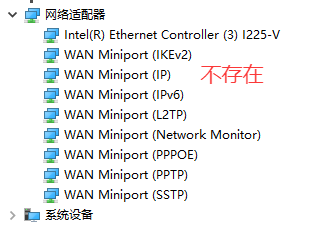 网络适配器
Intel(R) Ethernet Controller (3) I225-V
WAN Miniport (IKEv2)
WAN Miniport (IP) 不存在
WAN Miniport (IPv6)
WAN Miniport (L2TP)
WAN Miniport (Network Monitor)
WAN Miniport (PPPOE)
WAN Miniport (PPTP)
WAN Miniport (SSTP)
系统设备